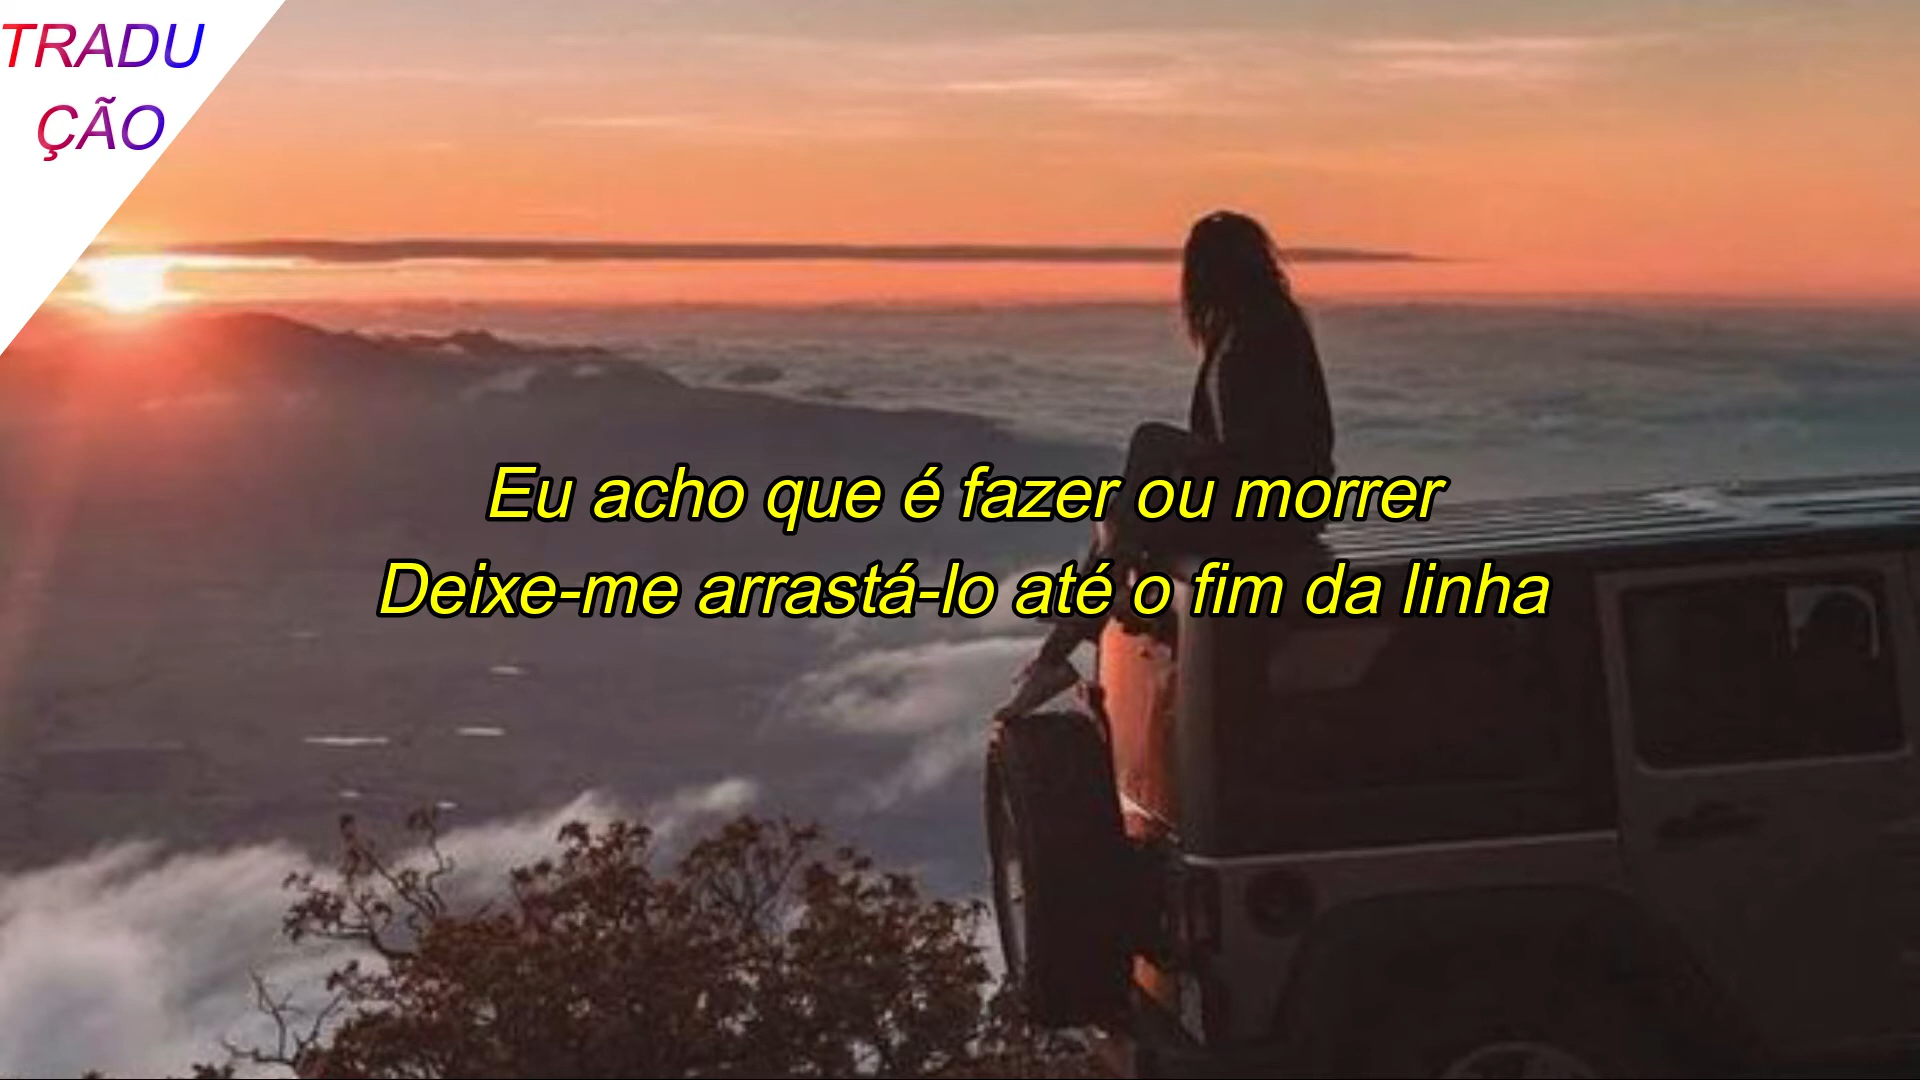 TRADU
ÇÃO
Eu acho que é fazer ou morrer
Deixe-me arrastá-lo até o fim da linha